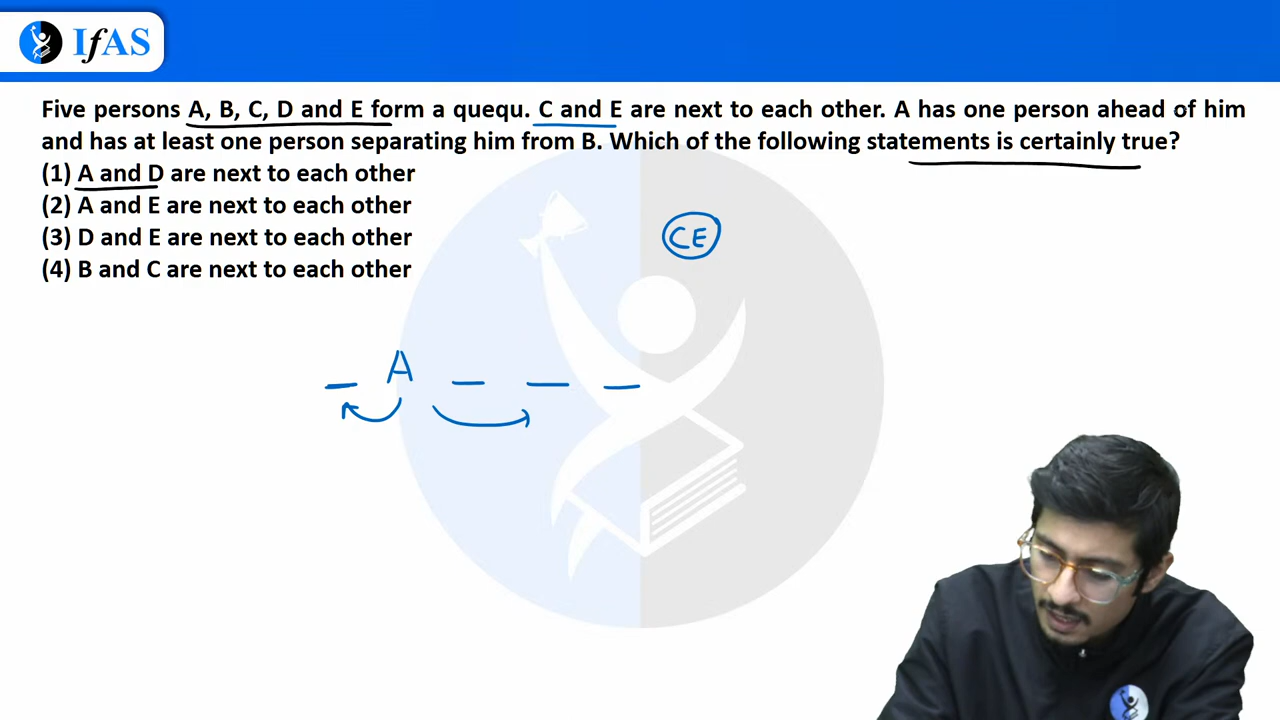 IfAS
Five persons A, B, C, D and E form a quequ. C and E are next to each other. A has one person ahead of him
and has at least one person separating him from B. Which of the following statements is certainly true?
(1) A and D are next to each other
(2) A and E are next to each other
(3) D and E are next to each other
(4) B and C are next to each other
CE
_ A _ _ _